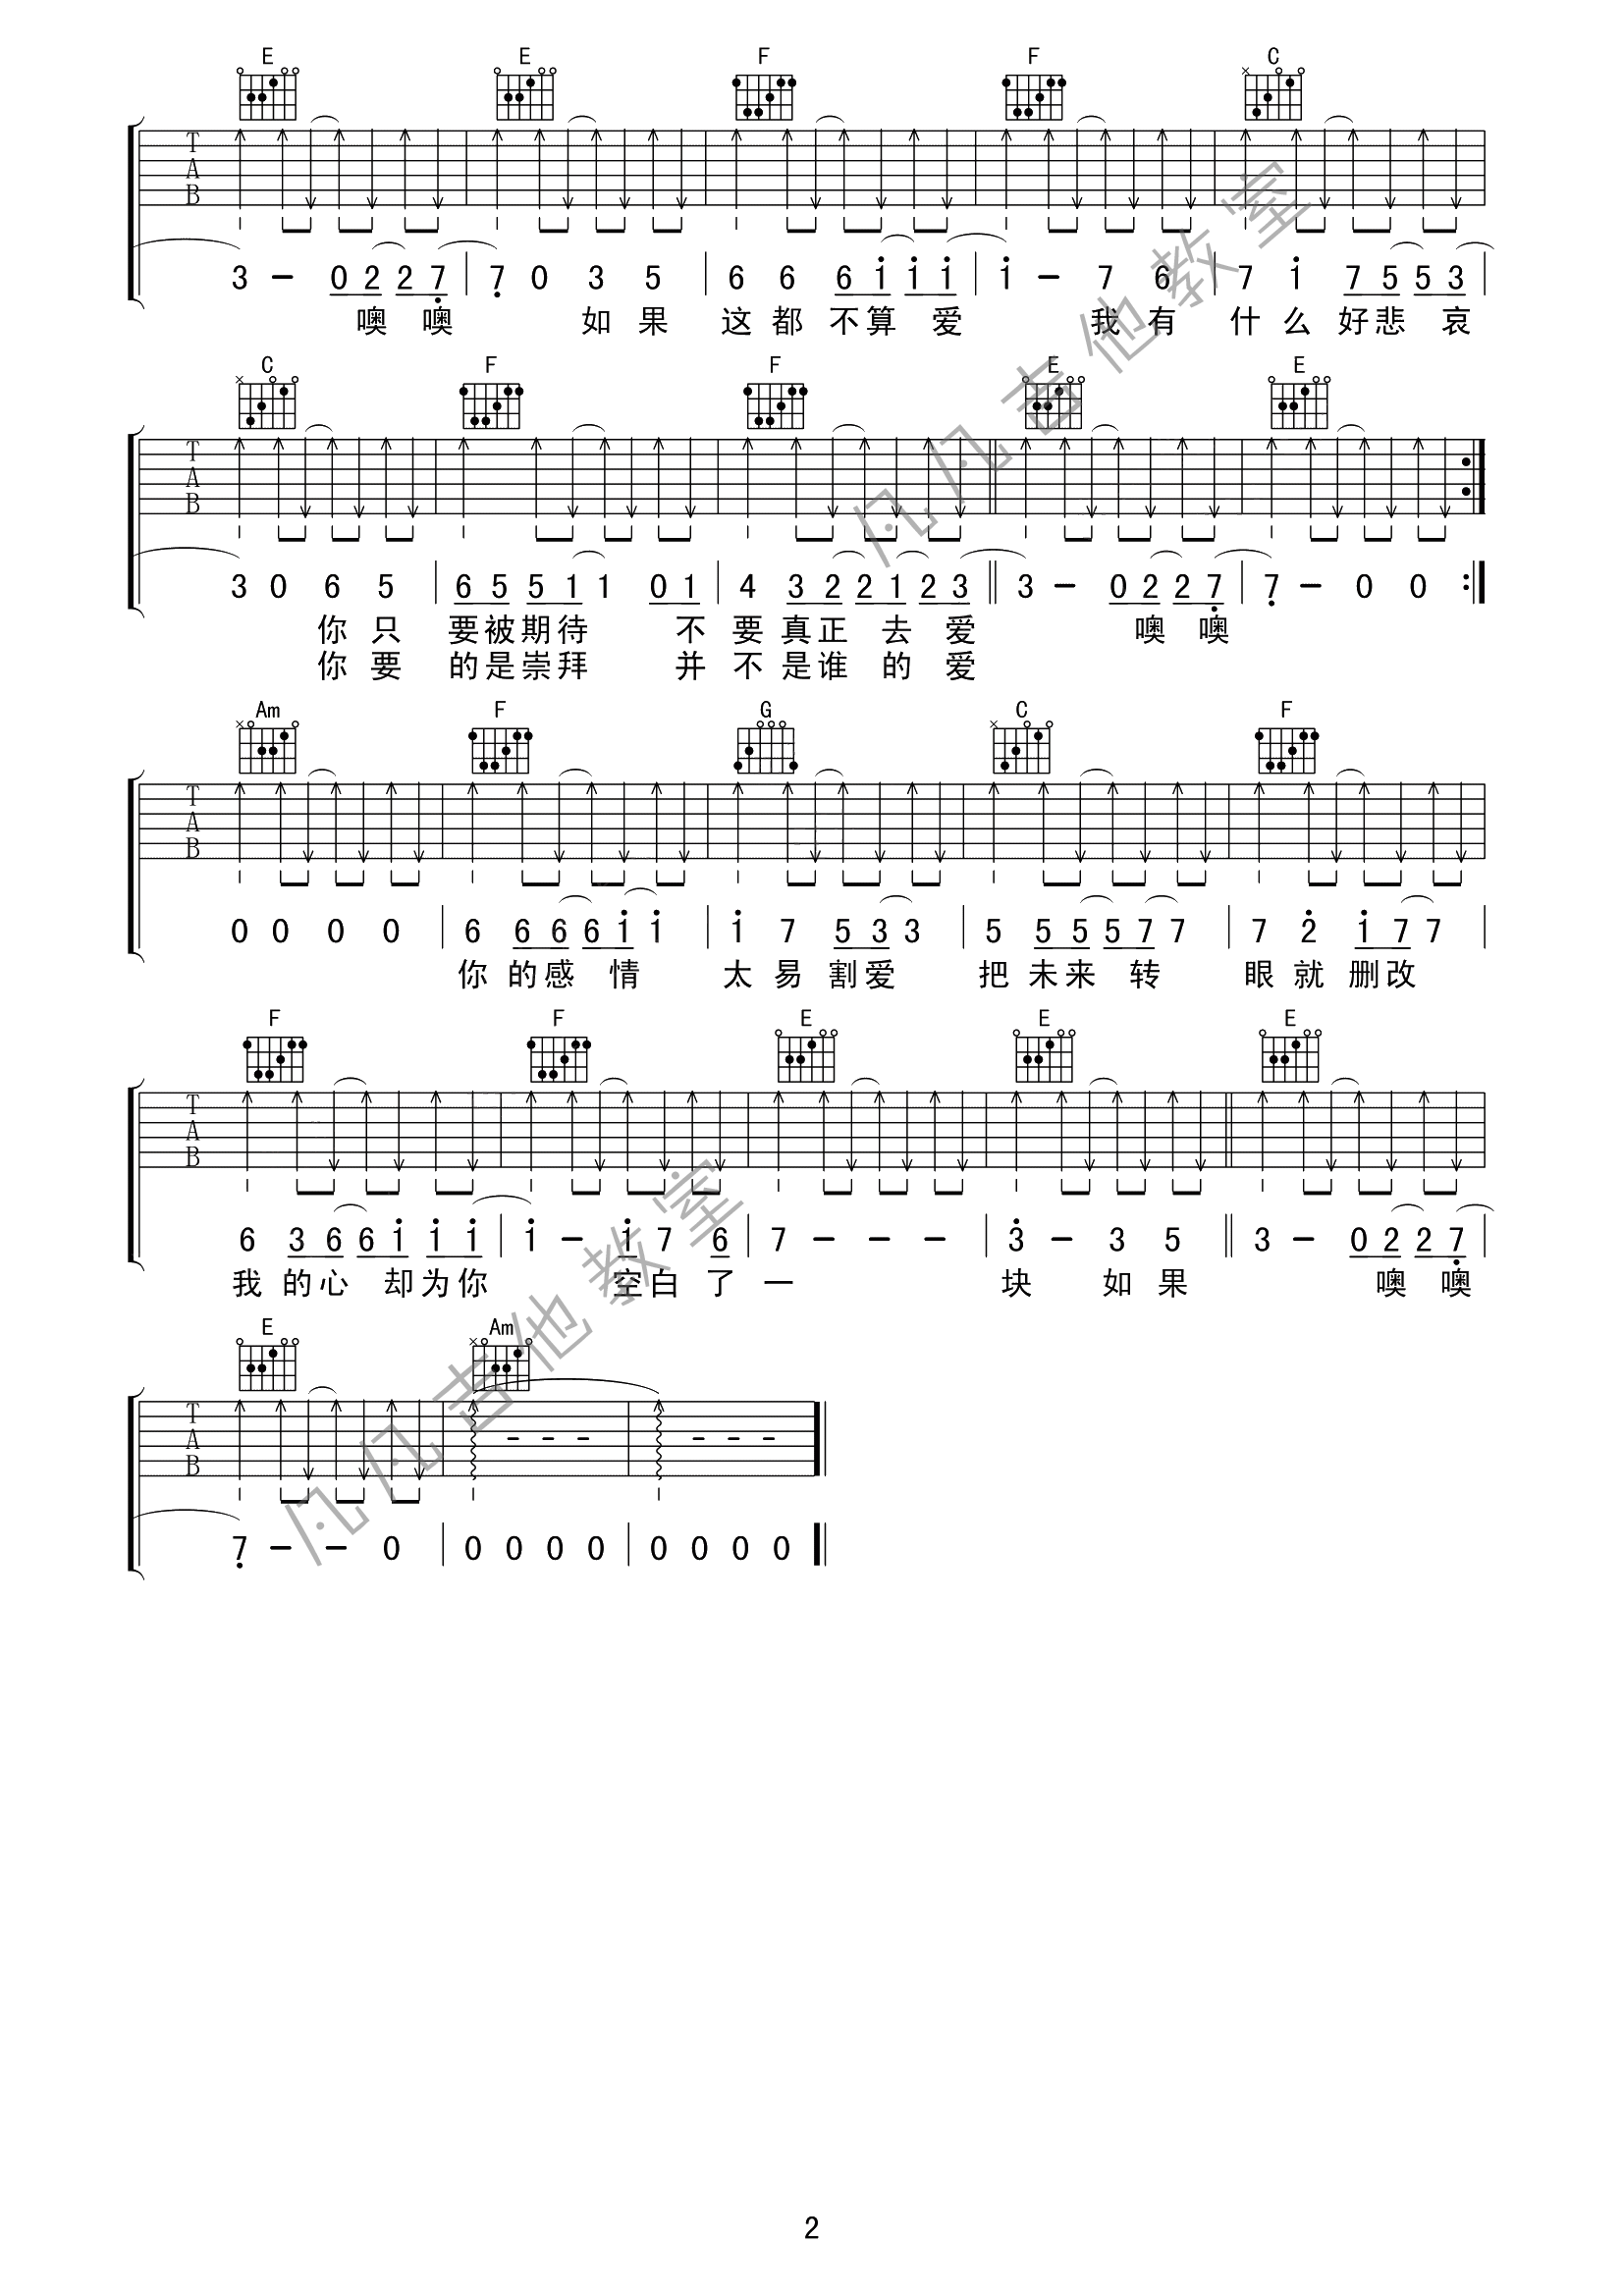 E E F F C
T A B
3 - 0 2 2 7 | 7 0 3 5 | 6 6 6 i i i | i - 7 6 | 7 i 7 5 5 3 |
噢 噢 如 果 这 都 不 算 爱 我 有 什 么 好 悲 哀
C F F E E
T A B
3 0 6 5 | 6 5 5 1 1 0 1 | 4 3 2 2 1 2 3 || 3 - 0 2 2 7 | 7 - 0 0 :|
你 只 要 被 期 待 不 要 真 正 去 爱 噢 噢
你 要 的 是 崇 拜 并 不 是 谁 的 爱
Am F G C F
T A B
0 0 0 0 | 6 6 6 6 i i | i 7 5 3 3 | 5 5 5 5 7 7 | 7 2 i 7 7 |
你 的 感 情 太 易 割 爱 把 未 来 转 眼 就 删 改
F F E E E
T A B
6 3 6 6 i i i | i - i 7 6 | 7 - - - | 3 - 3 5 || 3 - 0 2 2 7 |
我 的 心 却 为 你 空 白 了 一 块 如 果 噢 噢
E Am
T A B
7 - - 0 | 0 0 0 0 | 0 0 0 0 ||
凡凡吉他教室
凡凡吉他教室
2